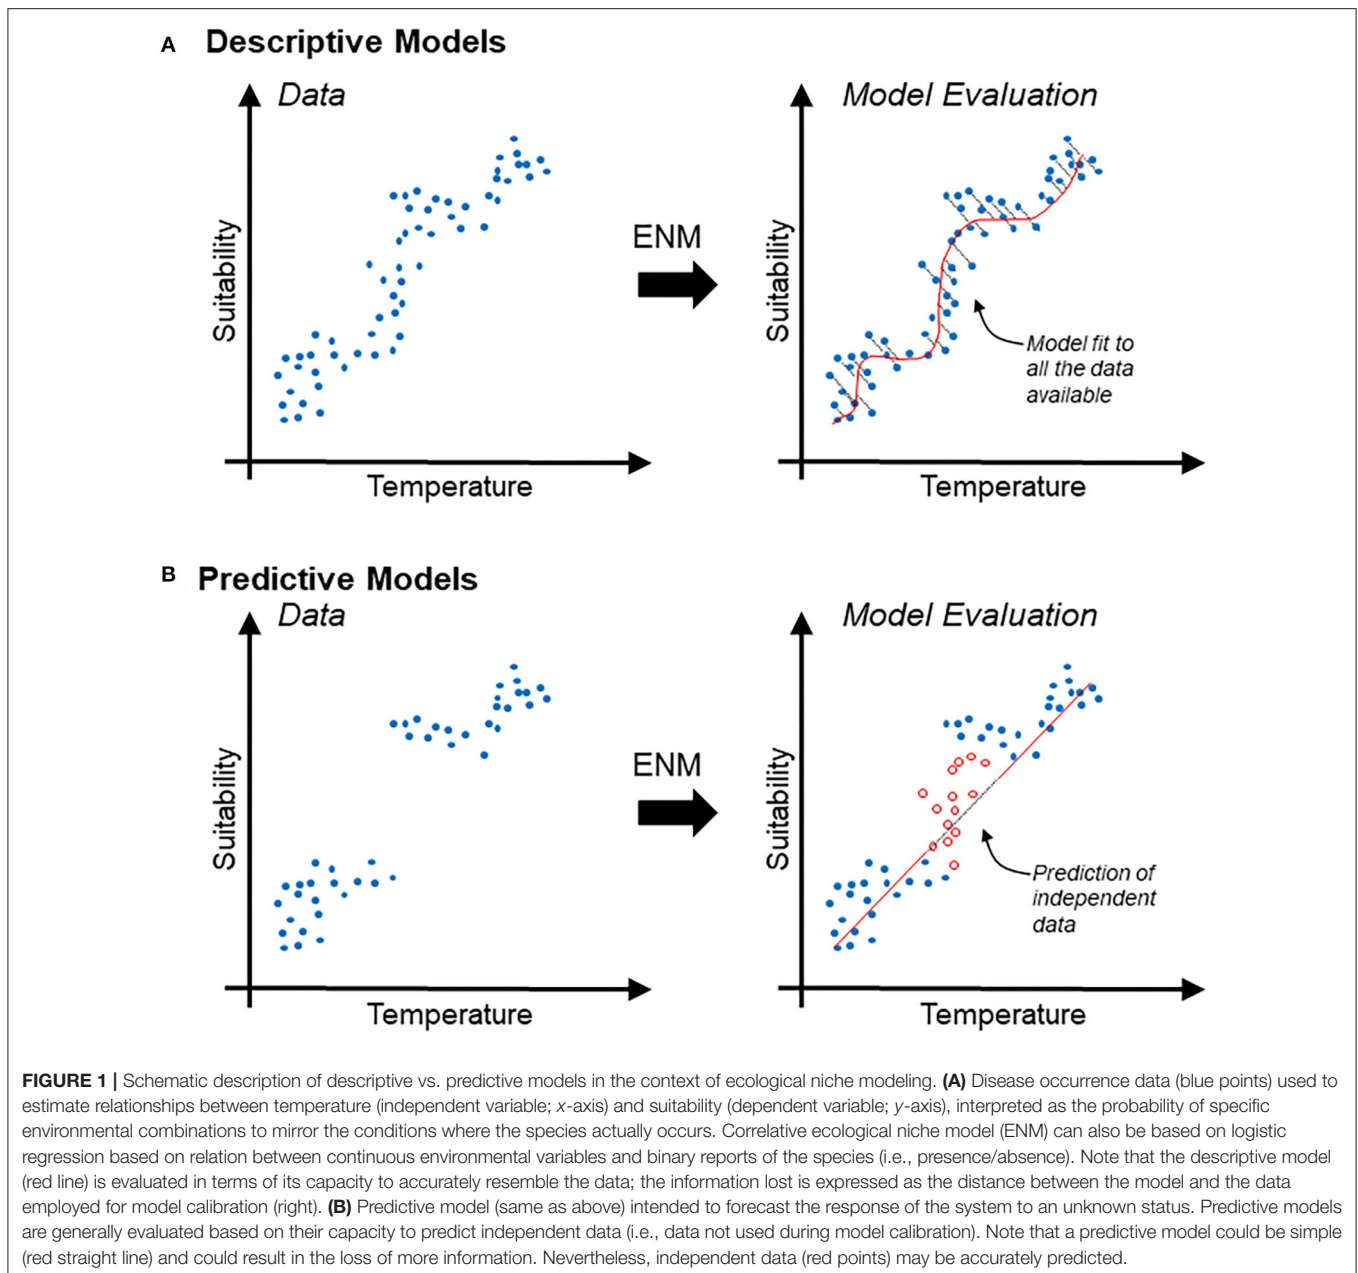 A Descriptive Models
Data
Model Evaluation
Suitability
ENM
Suitability
Model fit to
all the data
available
Temperature
Temperature
B Predictive Models
Data
Model Evaluation
Suitability
ENM
Suitability
Prediction of
independent
data
Temperature
Temperature
FIGURE 1 | Schematic description of descriptive vs. predictive models in the context of ecological niche modeling. (A) Disease occurrence data (blue points) used to
estimate relationships between temperature (independent variable; x-axis) and suitability (dependent variable; y-axis), interpreted as the probability of specific
environmental combinations to mirror the conditions where the species actually occurs. Correlative ecological niche model (ENM) can also be based on logistic
regression based on relation between continuous environmental variables and binary reports of the species (i.e., presence/absence). Note that the descriptive model
(red line) is evaluated in terms of its capacity to accurately resemble the data; the information lost is expressed as the distance between the model and the data
employed for model calibration (right). (B) Predictive model (same as above) intended to forecast the response of the system to an unknown status. Predictive models
are generally evaluated based on their capacity to predict independent data (i.e., data not used during model calibration). Note that a predictive model could be simple
(red straight line) and could result in the loss of more information. Nevertheless, independent data (red points) may be accurately predicted.